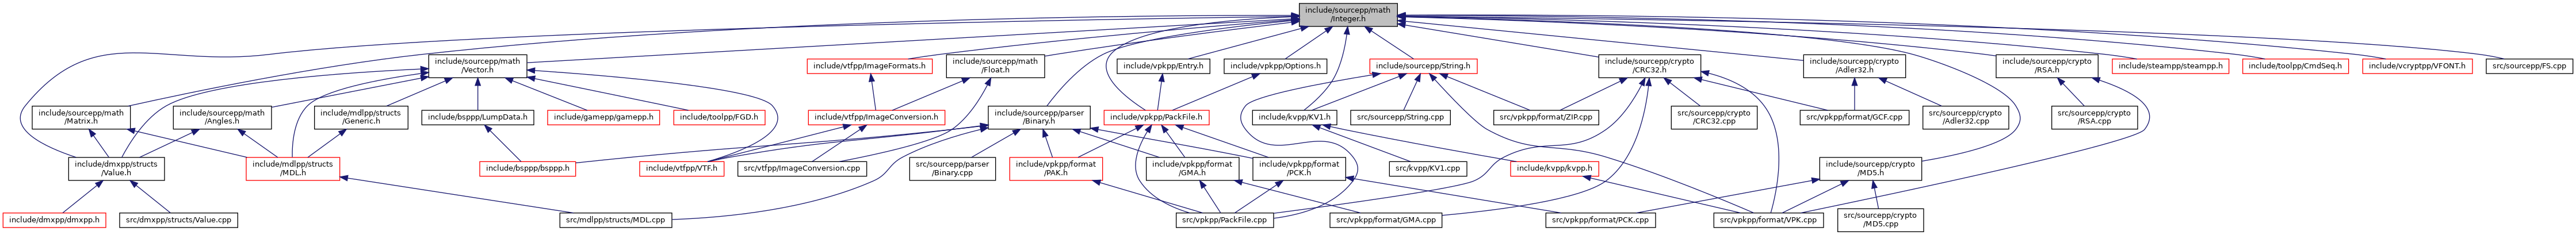 include/sourcepp/math
/Integer.h
include/sourcepp/math
/Vector.h
include/vtfpp/ImageFormats.h
include/sourcepp/math
/Float.h
include/vpkpp/Entry.h
include/vpkpp/Options.h
include/sourcepp/String.h
include/sourcepp/crypto
/CRC32.h
include/sourcepp/crypto
/Adler32.h
include/sourcepp/crypto
/RSA.h
include/steampp/steampp.h
include/toolpp/CmdSeq.h
include/vcryptpp/VFONT.h
src/sourcepp/FS.cpp
include/sourcepp/math
/Matrix.h
include/sourcepp/math
/Angles.h
include/mdlpp/structs
/Generic.h
include/bsppp/LumpData.h
include/gamepp/gamepp.h
include/toolpp/FGD.h
include/vtfpp/ImageConversion.h
include/sourcepp/parser
/Binary.h
include/vpkpp/PackFile.h
include/kvpp/KV1.h
src/sourcepp/String.cpp
src/vpkpp/format/ZIP.cpp
src/sourcepp/crypto
/CRC32.cpp
src/vpkpp/format/GCF.cpp
src/sourcepp/crypto
/Adler32.cpp
src/sourcepp/crypto
/RSA.cpp
include/dmxpp/structs
/Value.h
include/mdlpp/structs
/MDL.h
include/bsppp/bsppp.h
include/vtfpp/VTF.h
src/vtfpp/ImageConversion.cpp
src/sourcepp/parser
/Binary.cpp
include/vpkpp/format
/PAK.h
include/vpkpp/format
/GMA.h
include/vpkpp/format
/PCK.h
src/kvpp/KV1.cpp
include/kvpp/kvpp.h
include/sourcepp/crypto
/MD5.h
include/dmxpp/dmxpp.h
src/dmxpp/structs/Value.cpp
src/mdlpp/structs/MDL.cpp
src/vpkpp/PackFile.cpp
src/vpkpp/format/GMA.cpp
src/vpkpp/format/PCK.cpp
src/vpkpp/format/VPK.cpp
src/sourcepp/crypto
/MD5.cpp